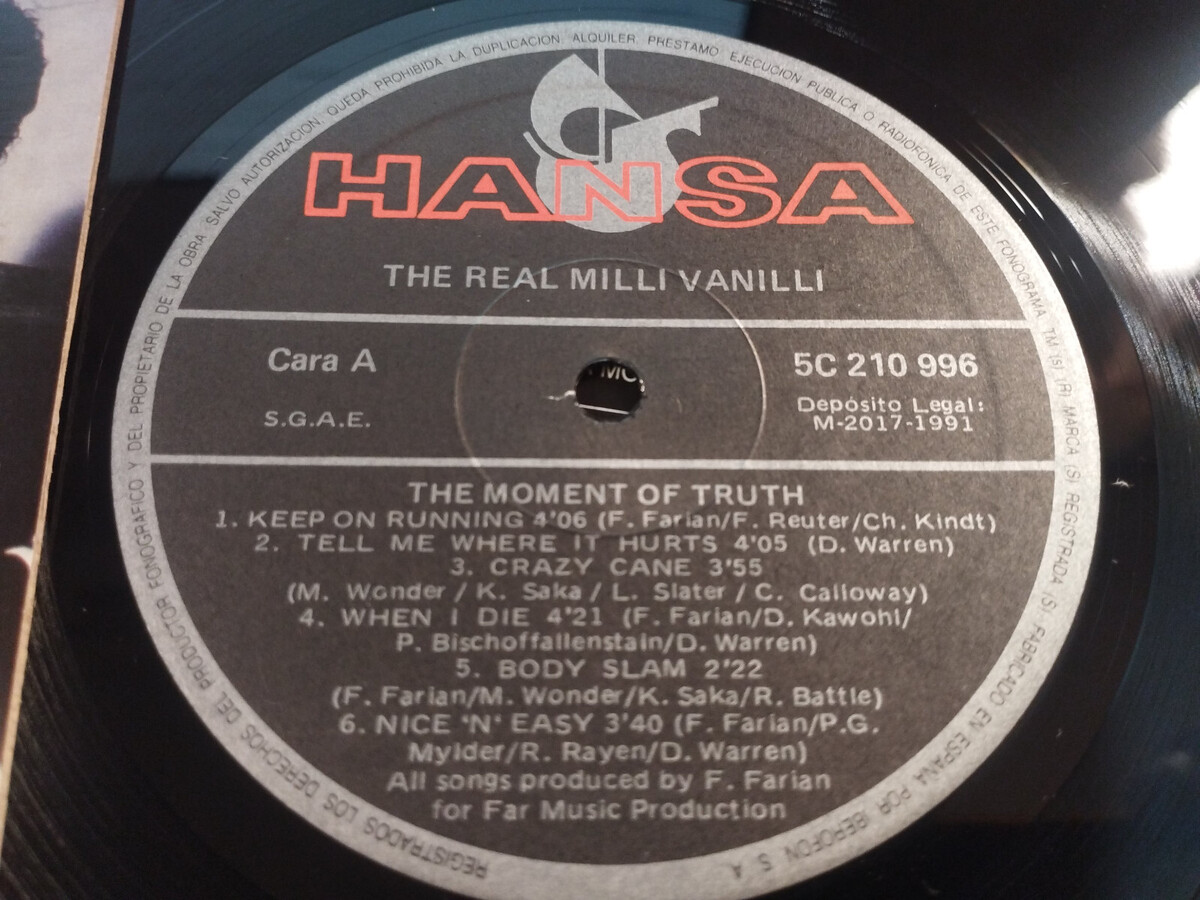 REGISTRADOS LOS DERECHOS DEL PRODUCTOR FONOGRAFICO Y DEL PROPIETARIO DE LA OBRA. SALVO AUTORIZACION, QUEDA PROHIBIDA LA DUPLICACION, ALQUILER, PRESTAMO, EJECUCION PUBLICA O RADIOFONICA DE ESTE FONOGRAMA. TM (S) (R) MARCA (S) REGISTRADA (S). FABRICADO EN ESPAÑA POR BEROFON S A
HANSA
THE REAL MILLI VANILLI
Cara A
5C 210 996
S.G.A.E.
Depósito Legal:
M-2017-1991
THE MOMENT OF TRUTH
1. KEEP ON RUNNING 4'06 (F. Farian/F. Reuter/Ch. Kindt)
2. TELL ME WHERE IT HURTS 4'05 (D. Warren)
3. CRAZY CANE 3'55
(M. Wonder / K. Saka / L. Slater / C. Calloway)
4. WHEN I DIE 4'21 (F. Farian/D. Kawohl/
P. Bischoffallenstain/D. Warren)
5. BODY SLAM 2'22
(F. Farian/M. Wonder/K. Saka/R. Battle)
6. NICE 'N' EASY 3'40 (F. Farian/P.G.
Mylder/R. Rayen/D. Warren)
All songs produced by F. Farian
for Far Music Production